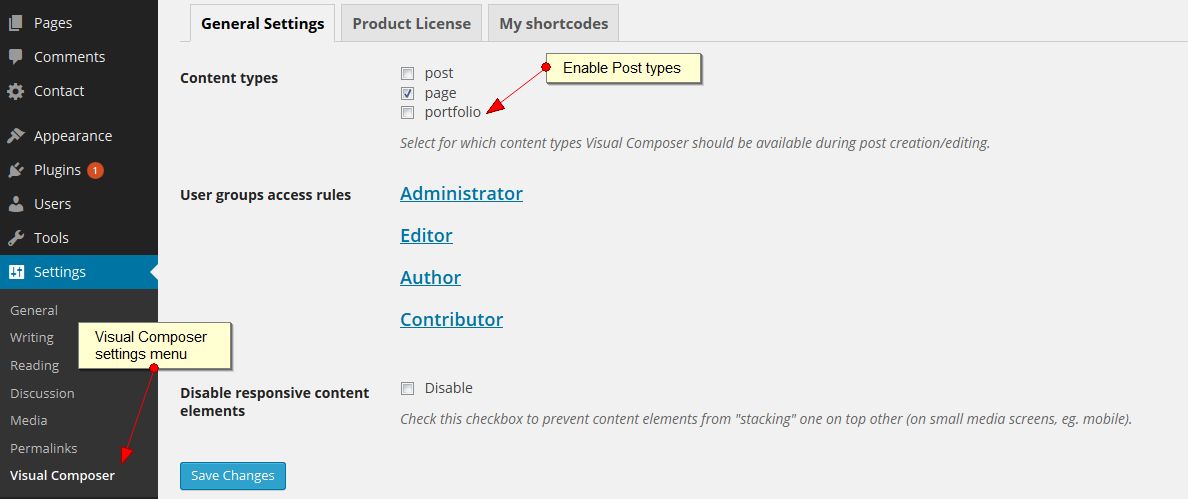 Pages
Comments
Contact
Appearance
Plugins 1
Users
Tools
Settings
General
Writing
Reading
Discussion
Media
Permalinks
Visual Composer
Visual Composer
settings menu
General Settings
Product License
My shortcodes
Content types
post
page
portfolio
Enable Post types
Select for which content types Visual Composer should be available during post creation/editing.
User groups access rules
Administrator
Editor
Author
Contributor
Disable responsive content
elements
Disable
Check this checkbox to prevent content elements from "stacking" one on top other (on small media screens, eg. mobile).
Save Changes